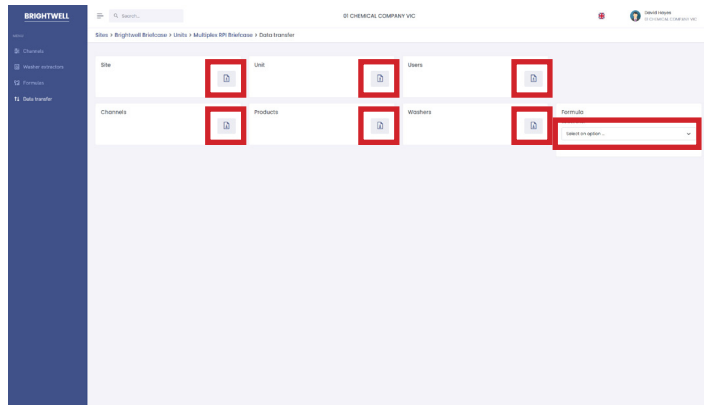 BRIGHTWELL
Search...
01 CHEMICAL COMPANY VIC
David Hayes
01 CHEMICAL COMPANY VIC
MENU
Sites > Brightwell Briefcase > Units > Multiplex RPI Briefcase > Data transfer
Channels
Washer extractors
Formulas
Data transfer
Site
Unit
Users
Channels
Products
Washers
Formula
Select an option ...